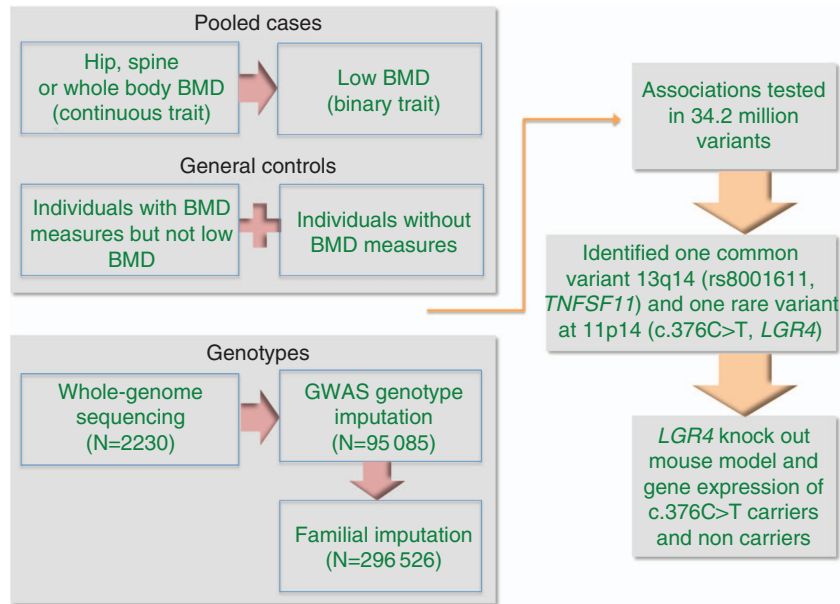 Pooled cases
Hip, spine
or whole body BMD
(continuous trait)
Low BMD
(binary trait)
General controls
Individuals with BMD
measures but not low
BMD
Individuals without
BMD measures
Genotypes
Whole-genome
sequencing
(N=2230)
GWAS genotype
imputation
(N=95 085)
Familial imputation
(N=296 526)
Associations tested
in 34.2 million
variants
Identified one common
variant 13q14 (rs8001611,
TNFSF11) and one rare variant
at 11p14 (c.376C>T, LGR4)
LGR4 knock out
mouse model and
gene expression of
c.376C>T carriers
and non carriers